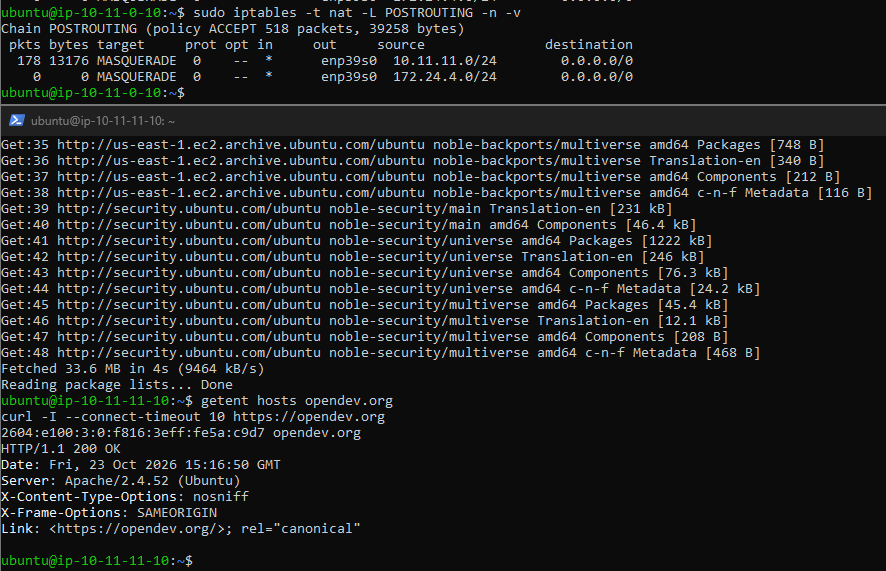 ubuntu@ip-10-11-0-10:~$ sudo iptables -t nat -L POSTROUTING -n -v
Chain POSTROUTING (policy ACCEPT 518 packets, 39258 bytes)
 pkts bytes target     prot opt in     out     source               destination
  178 13176 MASQUERADE  0    --  *      enp39s0  10.11.11.0/24        0.0.0.0/0
    0     0 MASQUERADE  0    --  *      enp39s0  172.24.4.0/24        0.0.0.0/0
ubuntu@ip-10-11-0-10:~$
ubuntu@ip-10-11-11-10: ~
Get:35 http://us-east-1.ec2.archive.ubuntu.com/ubuntu noble-backports/multiverse amd64 Packages [748 B]
Get:36 http://us-east-1.ec2.archive.ubuntu.com/ubuntu noble-backports/multiverse Translation-en [340 B]
Get:37 http://us-east-1.ec2.archive.ubuntu.com/ubuntu noble-backports/multiverse amd64 Components [212 B]
Get:38 http://us-east-1.ec2.archive.ubuntu.com/ubuntu noble-backports/multiverse amd64 c-n-f Metadata [116 B]
Get:39 http://security.ubuntu.com/ubuntu noble-security/main Translation-en [231 kB]
Get:40 http://security.ubuntu.com/ubuntu noble-security/main amd64 Components [46.4 kB]
Get:41 http://security.ubuntu.com/ubuntu noble-security/universe amd64 Packages [1222 kB]
Get:42 http://security.ubuntu.com/ubuntu noble-security/universe Translation-en [246 kB]
Get:43 http://security.ubuntu.com/ubuntu noble-security/universe amd64 Components [76.3 kB]
Get:44 http://security.ubuntu.com/ubuntu noble-security/universe amd64 c-n-f Metadata [24.2 kB]
Get:45 http://security.ubuntu.com/ubuntu noble-security/multiverse amd64 Packages [45.4 kB]
Get:46 http://security.ubuntu.com/ubuntu noble-security/multiverse Translation-en [12.1 kB]
Get:47 http://security.ubuntu.com/ubuntu noble-security/multiverse amd64 Components [208 B]
Get:48 http://security.ubuntu.com/ubuntu noble-security/multiverse amd64 c-n-f Metadata [468 B]
Fetched 33.6 MB in 4s (9464 kB/s)
Reading package lists... Done
ubuntu@ip-10-11-11-10:~$ getent hosts opendev.org
curl -I --connect-timeout 10 https://opendev.org
2604:e100:3:0:f816:3eff:fe5a:c9d7 opendev.org
HTTP/1.1 200 OK
Date: Fri, 23 Oct 2026 15:16:50 GMT
Server: Apache/2.4.52 (Ubuntu)
X-Content-Type-Options: nosniff
X-Frame-Options: SAMEORIGIN
Link: <https://opendev.org/>; rel="canonical"
ubuntu@ip-10-11-11-10:~$